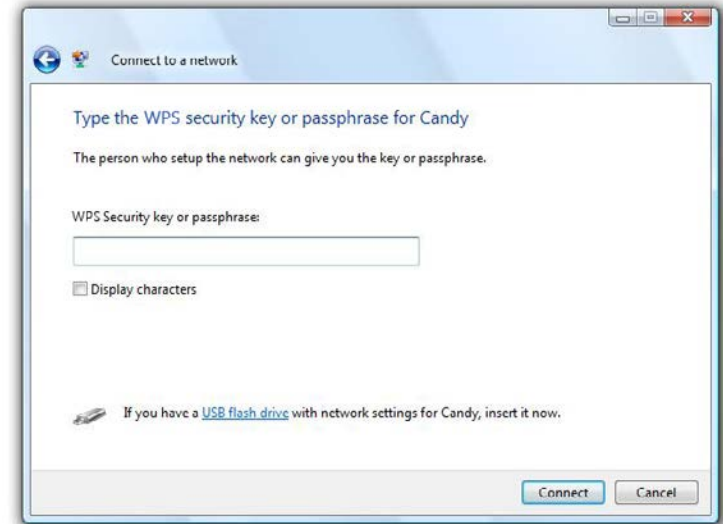 Connect to a network
Type the WPS security key or passphrase for Candy
The person who setup the network can give you the key or passphrase.
WPS Security key or passphrase:
Display characters
If you have a USB flash drive with network settings for Candy, insert it now.
Connect Cancel